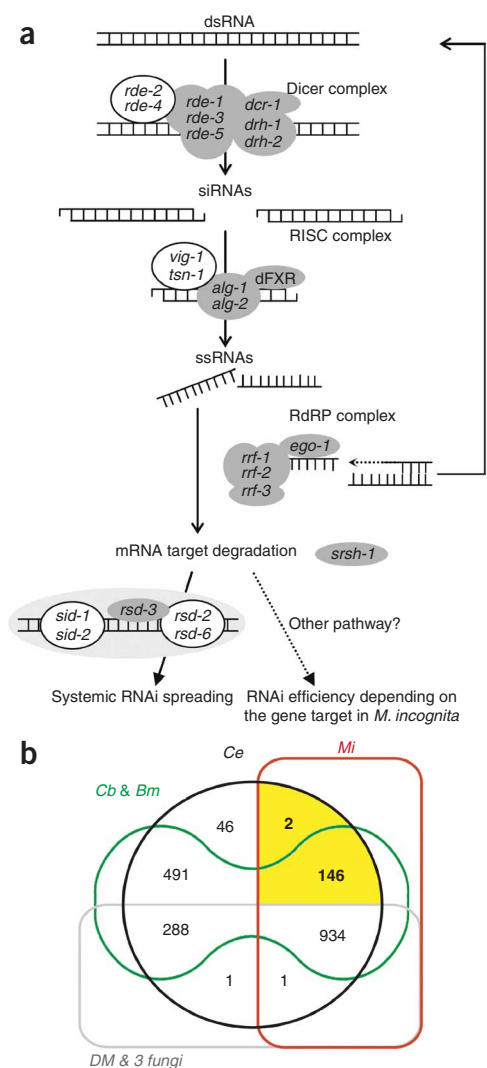 a
dsRNA
rde-2
rde-4
rde-1
rde-3
rde-5
dcr-1
drh-1
drh-2
Dicer complex
siRNAs
RISC complex
vig-1
tsn-1
alg-1
alg-2
dFXR
ssRNAs
RdRP complex
ego-1
rrf-1
rrf-2
rrf-3
mRNA target degradation
srsh-1
sid-1
sid-2
rsd-3
rsd-2
rsd-6
Other pathway?
Systemic RNAi spreading
RNAi efficiency depending on
the gene target in M. incognita
b
Ce
Mi
Cb & Bm
46
2
491
146
288
934
1
1
DM & 3 fungi